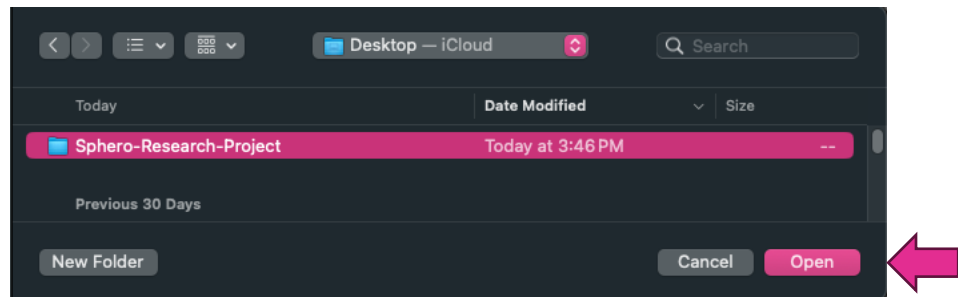 Desktop — iCloud
Search
Today
Date Modified
Size
Sphero-Research-Project
Today at 3:46 PM
--
Previous 30 Days
New Folder
Cancel
Open